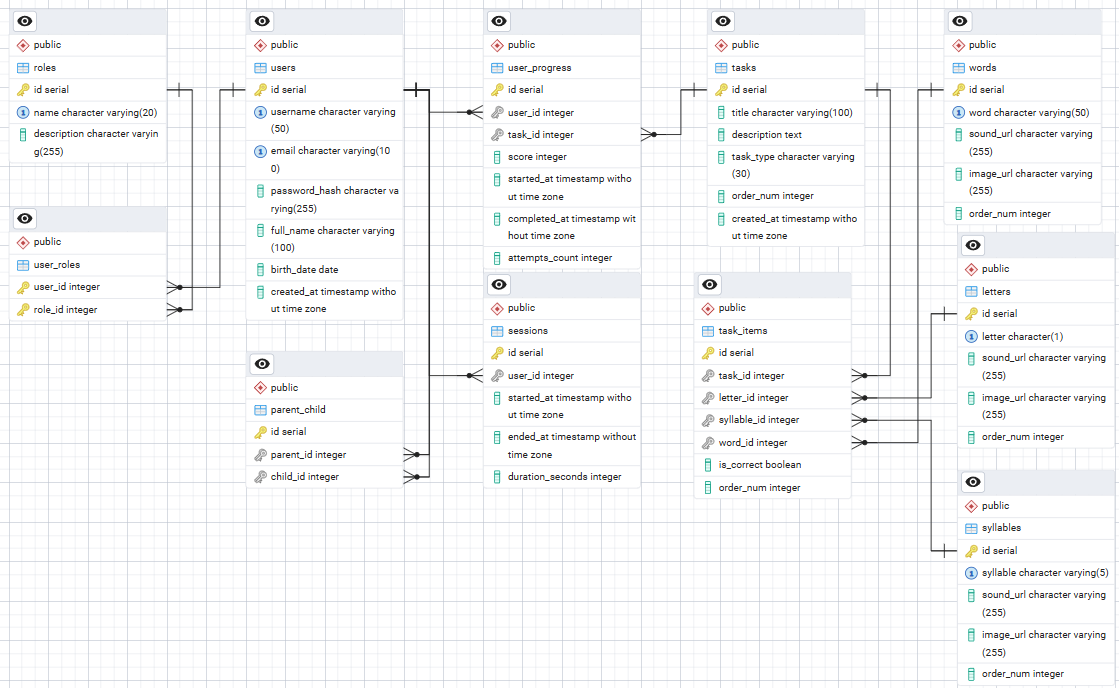 public
roles
id serial
name character varying(20)
description character varyin
g(255)
public
user_roles
user_id integer
role_id integer
public
users
id serial
username character varying
(50)
email character varying(10
0)
password_hash character va
rying(255)
full_name character varying
(100)
birth_date date
created_at timestamp witho
ut time zone
public
parent_child
id serial
parent_id integer
child_id integer
public
user_progress
id serial
user_id integer
task_id integer
score integer
started_at timestamp witho
ut time zone
completed_at timestamp wit
hout time zone
attempts_count integer
public
sessions
id serial
user_id integer
started_at timestamp witho
ut time zone
ended_at timestamp without
time zone
duration_seconds integer
public
tasks
id serial
title character varying(100)
description text
task_type character varying
(30)
order_num integer
created_at timestamp witho
ut time zone
public
task_items
id serial
task_id integer
letter_id integer
syllable_id integer
word_id integer
is_correct boolean
order_num integer
public
words
id serial
word character varying(50)
sound_url character varying
(255)
image_url character varying
(255)
order_num integer
public
letters
id serial
letter character(1)
sound_url character varying
(255)
image_url character varying
(255)
order_num integer
public
syllables
id serial
syllable character varying(5)
sound_url character varying
(255)
image_url character varying
(255)
order_num integer